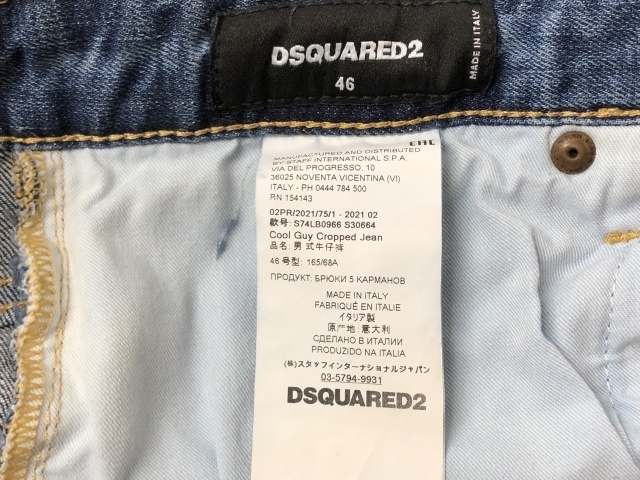 DSQUARED2
46
MADE IN ITALY
EAC
MANUFACTURED AND DISTRIBUTED
BY STAFF INTERNATIONAL S.P.A.
VIA DEL PROGRESSO, 10
36025 NOVENTA VICENTINA (VI)
ITALY - PH 0444 784 500
RN 154143
02PR/2021/75/1 - 2021 02
款号: S74LB0966 S30664
Cool Guy Cropped Jean
品名: 男式牛仔裤
46 号型: 165/68A
ПРОДУКТ: БРЮКИ 5 КАРМАНОВ
MADE IN ITALY
FABRIQUÉ EN ITALIE
イタリア製
原产地: 意大利
СДЕЛАНО В ИТАЛИИ
PRODUZIDO NA ITALIA
(株)スタッフインターナショナルジャパン
03-5794-9931
DSQUARED2